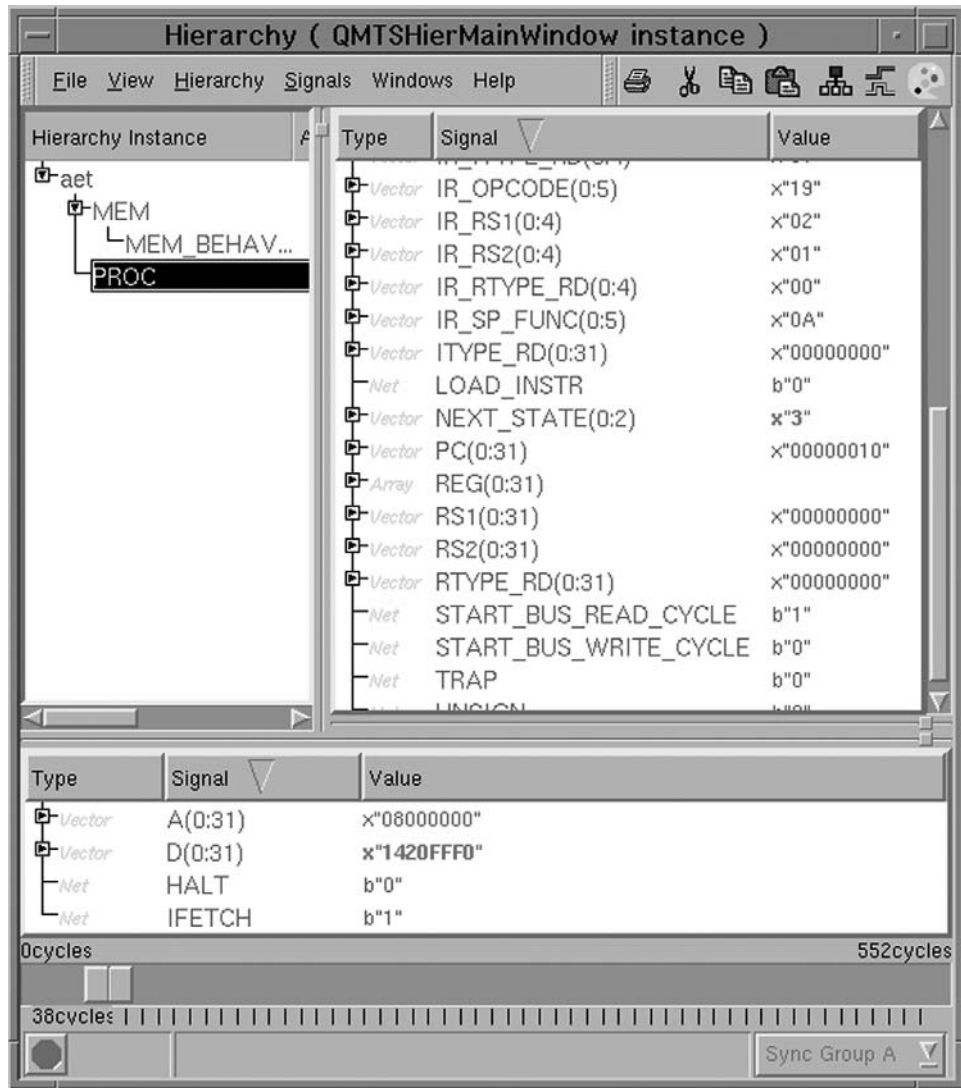 Hierarchy ( QMTSHierMainWindow instance )
File View Hierarchy Signals Windows Help
Hierarchy Instance
aet
MEM
MEM_BEHAV...
PROC
Type Signal Value
Vector IR_OPCODE(0:5) x"19"
Vector IR_RS1(0:4) x"02"
Vector IR_RS2(0:4) x"01"
Vector IR_RTYPE_RD(0:4) x"00"
Vector IR_SP_FUNC(0:5) x"0A"
Vector ITYPE_RD(0:31) x"00000000"
Net LOAD_INSTR b"0"
Vector NEXT_STATE(0:2) x"3"
Vector PC(0:31) x"00000010"
Array REG(0:31)
Vector RS1(0:31) x"00000000"
Vector RS2(0:31) x"00000000"
Vector RTYPE_RD(0:31) x"00000000"
Net START_BUS_READ_CYCLE b"1"
Net START_BUS_WRITE_CYCLE b"0"
Net TRAP b"0"
Type Signal Value
Vector A(0:31) x"08000000"
Vector D(0:31) x"1420FFF0"
Net HALT b"0"
Net IFETCH b"1"
0cycles 552cycles
38cycles
Sync Group A